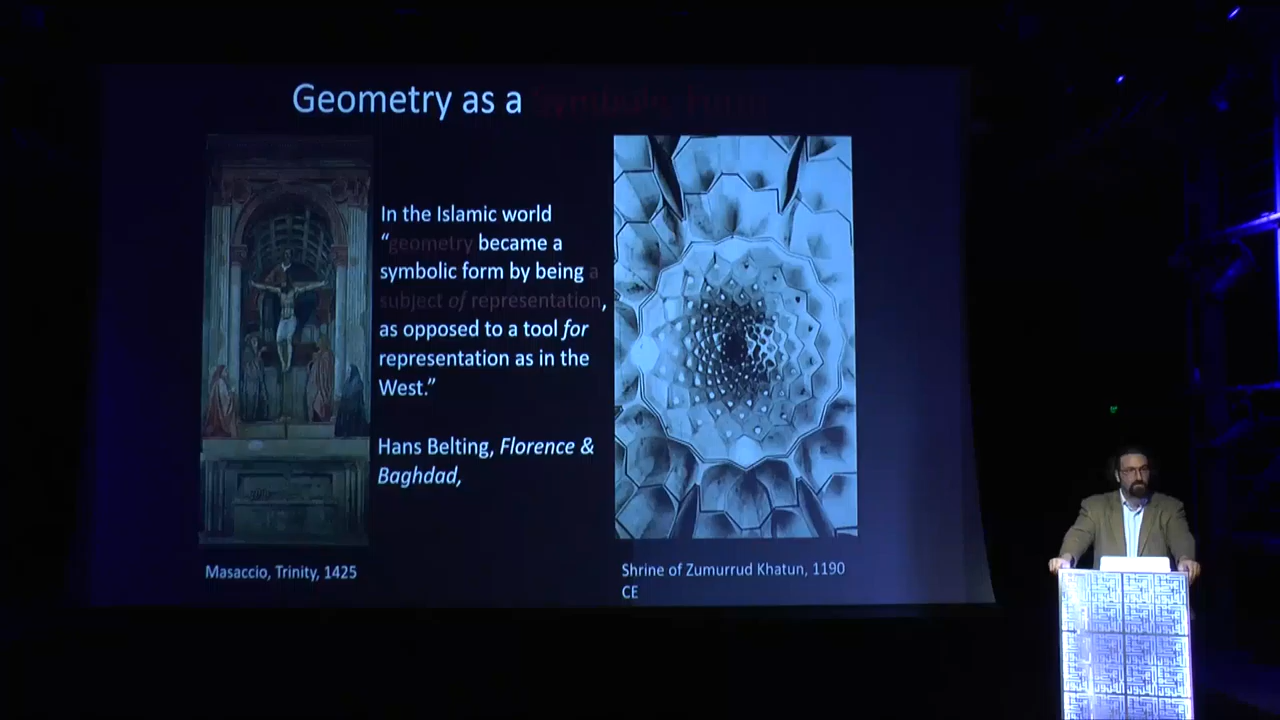 Geometry as a Symbolic Form
In the Islamic world
“geometry became a
symbolic form by being a
subject of representation,
as opposed to a tool for
representation as in the
West.”
Hans Belting, Florence &
Baghdad,
Masaccio, Trinity, 1425
Shrine of Zumurrud Khatun, 1190
CE